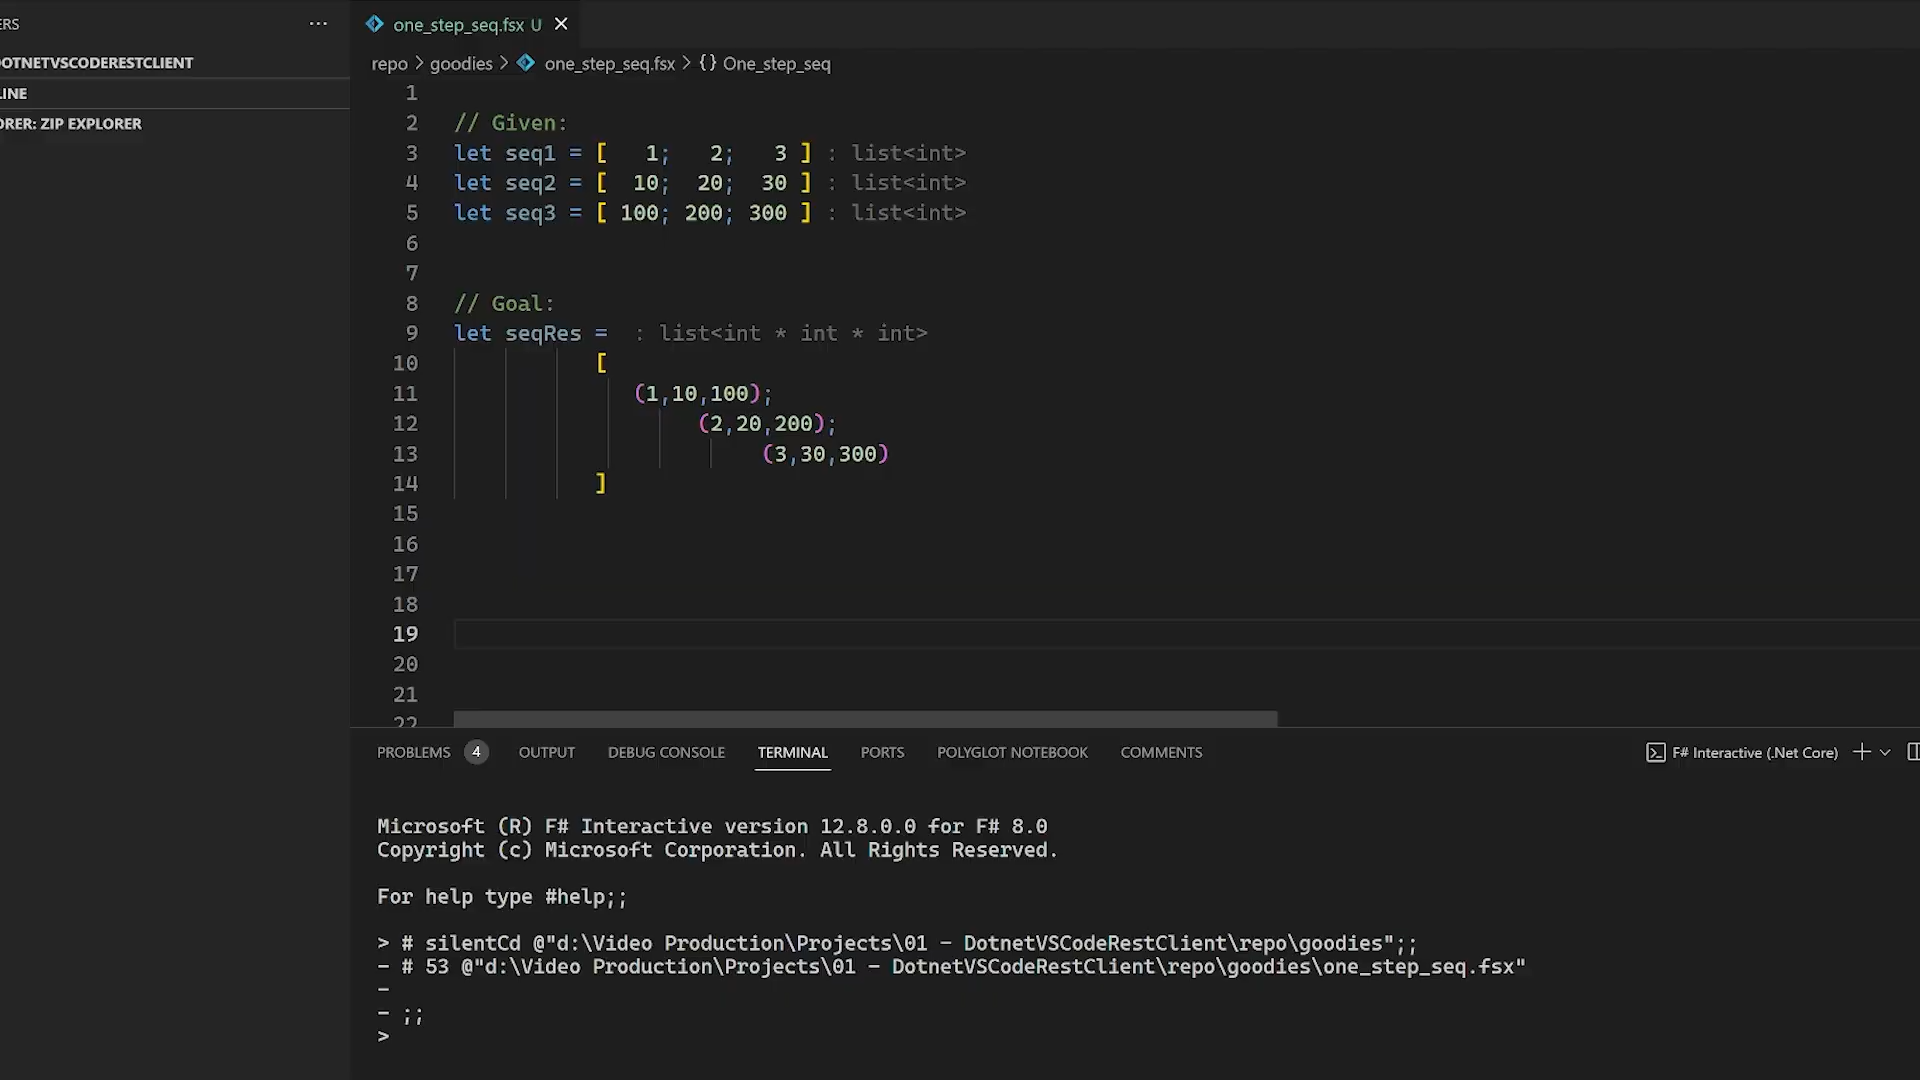 ERS ···
OTNETVSCODERESTCLIENT
LINE
ORER: ZIP EXPLORER
one_step_seq.fsx U
repo > goodies > one_step_seq.fsx > {} One_step_seq
1
2 // Given:
3 let seq1 = [   1;   2;   3 ] : list<int>
4 let seq2 = [  10;  20;  30 ] : list<int>
5 let seq3 = [ 100; 200; 300 ] : list<int>
6
7
8 // Goal:
9 let seqRes =  : list<int * int * int>
10 [
11 (1,10,100);
12 (2,20,200);
13 (3,30,300)
14 ]
15
16
17
18
19
20
21
22
PROBLEMS 4 OUTPUT DEBUG CONSOLE TERMINAL PORTS POLYGLOT NOTEBOOK COMMENTS F# Interactive (.Net Core)
Microsoft (R) F# Interactive version 12.8.0.0 for F# 8.0
Copyright (c) Microsoft Corporation. All Rights Reserved.
For help type #help;;
> # silentCd @"d:\Video Production\Projects\01 - DotnetVSCodeRestClient\repo\goodies";;
- # 53 @"d:\Video Production\Projects\01 - DotnetVSCodeRestClient\repo\goodies\one_step_seq.fsx"
-
- ;;
>